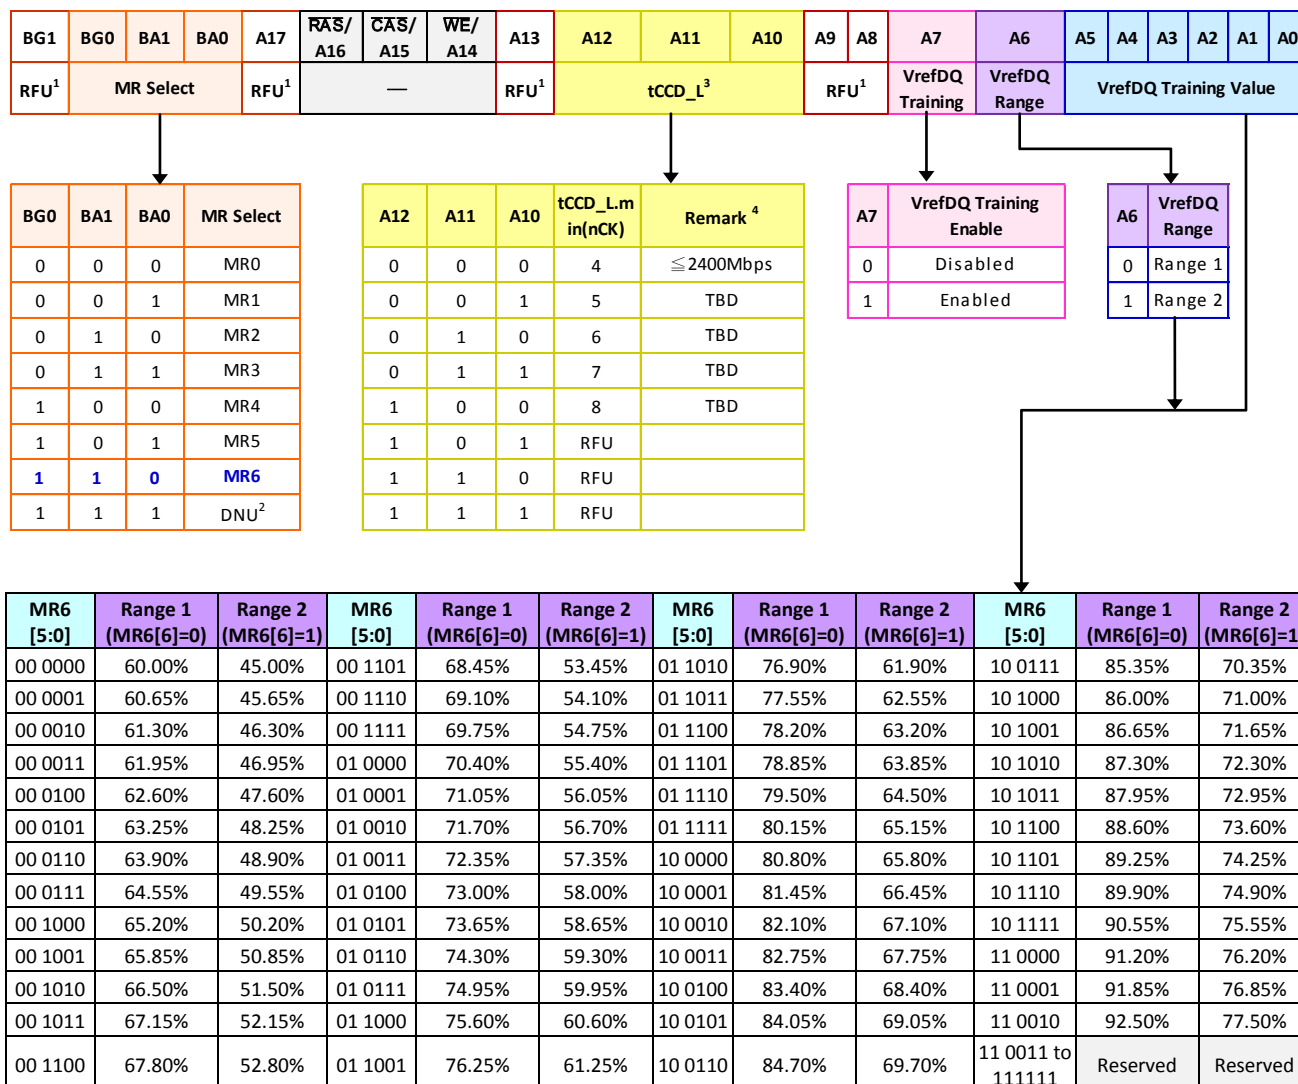 BG1 BG0 BA1 BA0 A17 RAS/ A16 CAS/ A15 WE/ A14 A13 A12 A11 A10 A9 A8 A7 A6 A5 A4 A3 A2 A1 A0
RFU1 MR Select RFU1 — RFU1 tCCD_L3 RFU1 VrefDQ Training VrefDQ Range VrefDQ Training Value
BG0 BA1 BA0 MR Select
0 0 0 MR0
0 0 1 MR1
0 1 0 MR2
0 1 1 MR3
1 0 0 MR4
1 0 1 MR5
1 1 0 MR6
1 1 1 DNU2
A12 A11 A10 tCCD_L.m in(nCK) Remark 4
0 0 0 4 ≦2400Mbps
0 0 1 5 TBD
0 1 0 6 TBD
0 1 1 7 TBD
1 0 0 8 TBD
1 0 1 RFU
1 1 0 RFU
1 1 1 RFU
A7 VrefDQ Training Enable
0 Disabled
1 Enabled
A6 VrefDQ Range
0 Range 1
1 Range 2
MR6 [5:0] Range 1 (MR6[6]=0) Range 2 (MR6[6]=1) MR6 [5:0] Range 1 (MR6[6]=0) Range 2 (MR6[6]=1) MR6 [5:0] Range 1 (MR6[6]=0) Range 2 (MR6[6]=1) MR6 [5:0] Range 1 (MR6[6]=0) Range 2 (MR6[6]=1
00 0000 60.00% 45.00% 00 1101 68.45% 53.45% 01 1010 76.90% 61.90% 10 0111 85.35% 70.35%
00 0001 60.65% 45.65% 00 1110 69.10% 54.10% 01 1011 77.55% 62.55% 10 1000 86.00% 71.00%
00 0010 61.30% 46.30% 00 1111 69.75% 54.75% 01 1100 78.20% 63.20% 10 1001 86.65% 71.65%
00 0011 61.95% 46.95% 01 0000 70.40% 55.40% 01 1101 78.85% 63.85% 10 1010 87.30% 72.30%
00 0100 62.60% 47.60% 01 0001 71.05% 56.05% 01 1110 79.50% 64.50% 10 1011 87.95% 72.95%
00 0101 63.25% 48.25% 01 0010 71.70% 56.70% 01 1111 80.15% 65.15% 10 1100 88.60% 73.60%
00 0110 63.90% 48.90% 01 0011 72.35% 57.35% 10 0000 80.80% 65.80% 10 1101 89.25% 74.25%
00 0111 64.55% 49.55% 01 0100 73.00% 58.00% 10 0001 81.45% 66.45% 10 1110 89.90% 74.90%
00 1000 65.20% 50.20% 01 0101 73.65% 58.65% 10 0010 82.10% 67.10% 10 1111 90.55% 75.55%
00 1001 65.85% 50.85% 01 0110 74.30% 59.30% 10 0011 82.75% 67.75% 11 0000 91.20% 76.20%
00 1010 66.50% 51.50% 01 0111 74.95% 59.95% 10 0100 83.40% 68.40% 11 0001 91.85% 76.85%
00 1011 67.15% 52.15% 01 1000 75.60% 60.60% 10 0101 84.05% 69.05% 11 0010 92.50% 77.50%
00 1100 67.80% 52.80% 01 1001 76.25% 61.25% 10 0110 84.70% 69.70% 11 0011 to 111111 Reserved Reserved